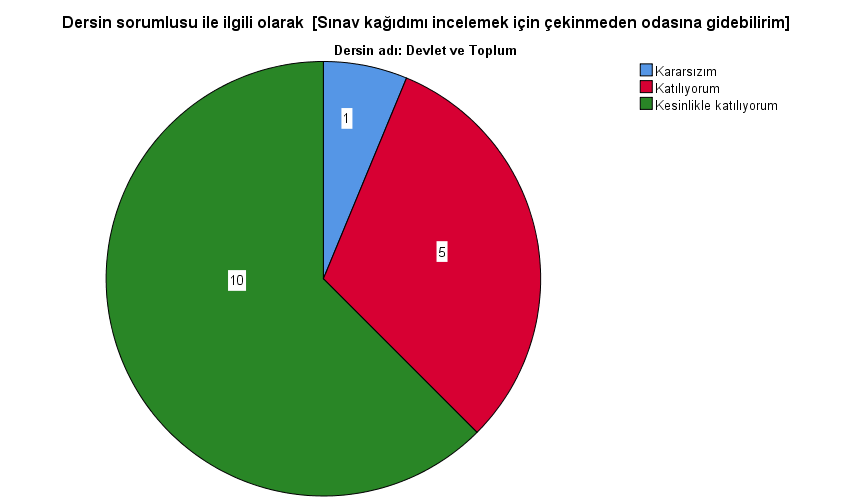 Dersin sorumlusu ile ilgili olarak [Sınav kağıdımı incelemek için çekinmeden odasına gidebilirim]
Dersin adı: Devlet ve Toplum
Kararsızım
Katılıyorum
Kesinlikle katılıyorum
1
5
10